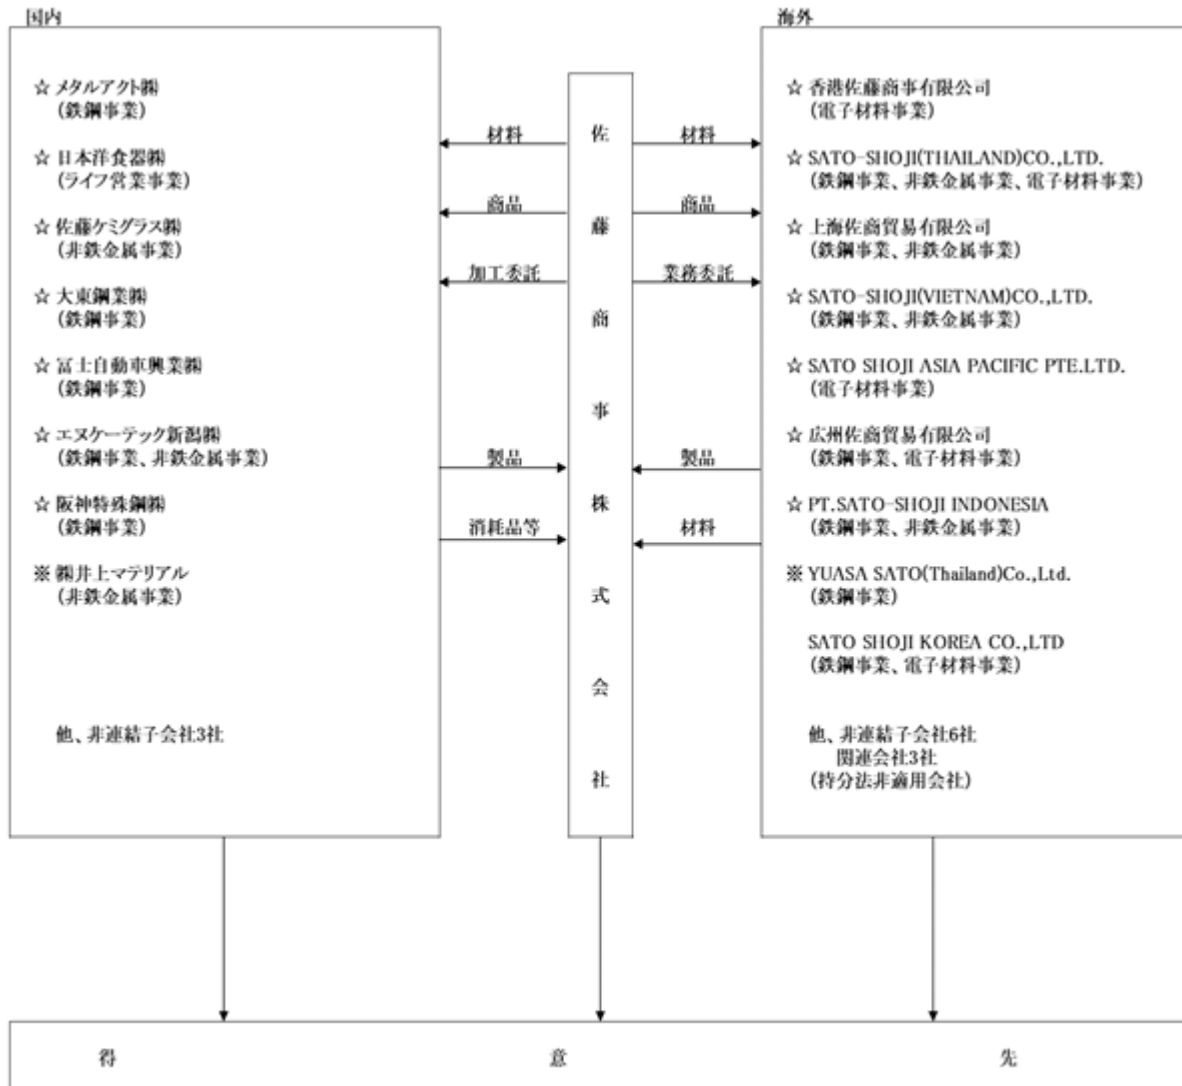 国内
☆ メタルアクト㈱
(鉄鋼事業)
☆ 日本洋食器㈱
(ライフ営業事業)
☆ 佐藤ケミグラス㈱
(非鉄金属事業)
☆ 大東鋼業㈱
(鉄鋼事業)
☆ 冨士自動車興業㈱
(鉄鋼事業)
☆ エヌケーテック新潟㈱
(鉄鋼事業、非鉄金属事業)
☆ 阪神特殊鋼㈱
(鉄鋼事業)
※ ㈱井上マテリアル
(非鉄金属事業)
他、非連結子会社3社
材料
商品
加工委託
製品
消耗品等
佐藤商事株式会社
材料
商品
業務委託
製品
材料
海外
☆ 香港佐藤商事有限公司
(電子材料事業)
☆ SATO-SHOJI(THAILAND)CO.,LTD.
(鉄鋼事業、非鉄金属事業、電子材料事業)
☆ 上海佐商貿易有限公司
(鉄鋼事業、非鉄金属事業)
☆ SATO-SHOJI(VIETNAM)CO.,LTD.
(鉄鋼事業、非鉄金属事業)
☆ SATO SHOJI ASIA PACIFIC PTE.LTD.
(電子材料事業)
☆ 広州佐商貿易有限公司
(鉄鋼事業、電子材料事業)
☆ PT.SATO-SHOJI INDONESIA
(鉄鋼事業、非鉄金属事業)
※ YUASA SATO(Thailand)Co.,Ltd.
(鉄鋼事業)
SATO SHOJI KOREA CO.,LTD
(鉄鋼事業、電子材料事業)
他、非連結子会社6社
関連会社3社
(持分法非適用会社)
得意先